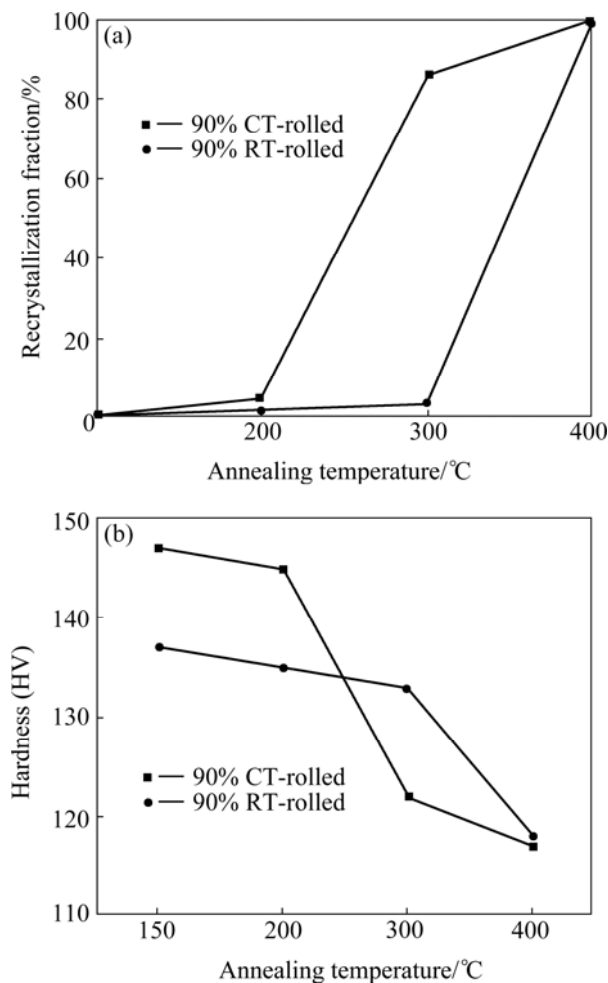 (a)
Recrystallization fraction/%
100
80
60
40
20
0
90% CT-rolled
90% RT-rolled
200
300
400
Annealing temperature/℃
(b)
Hardness (HV)
150
140
130
120
110
90% CT-rolled
90% RT-rolled
150
200
300
400
Annealing temperature/℃